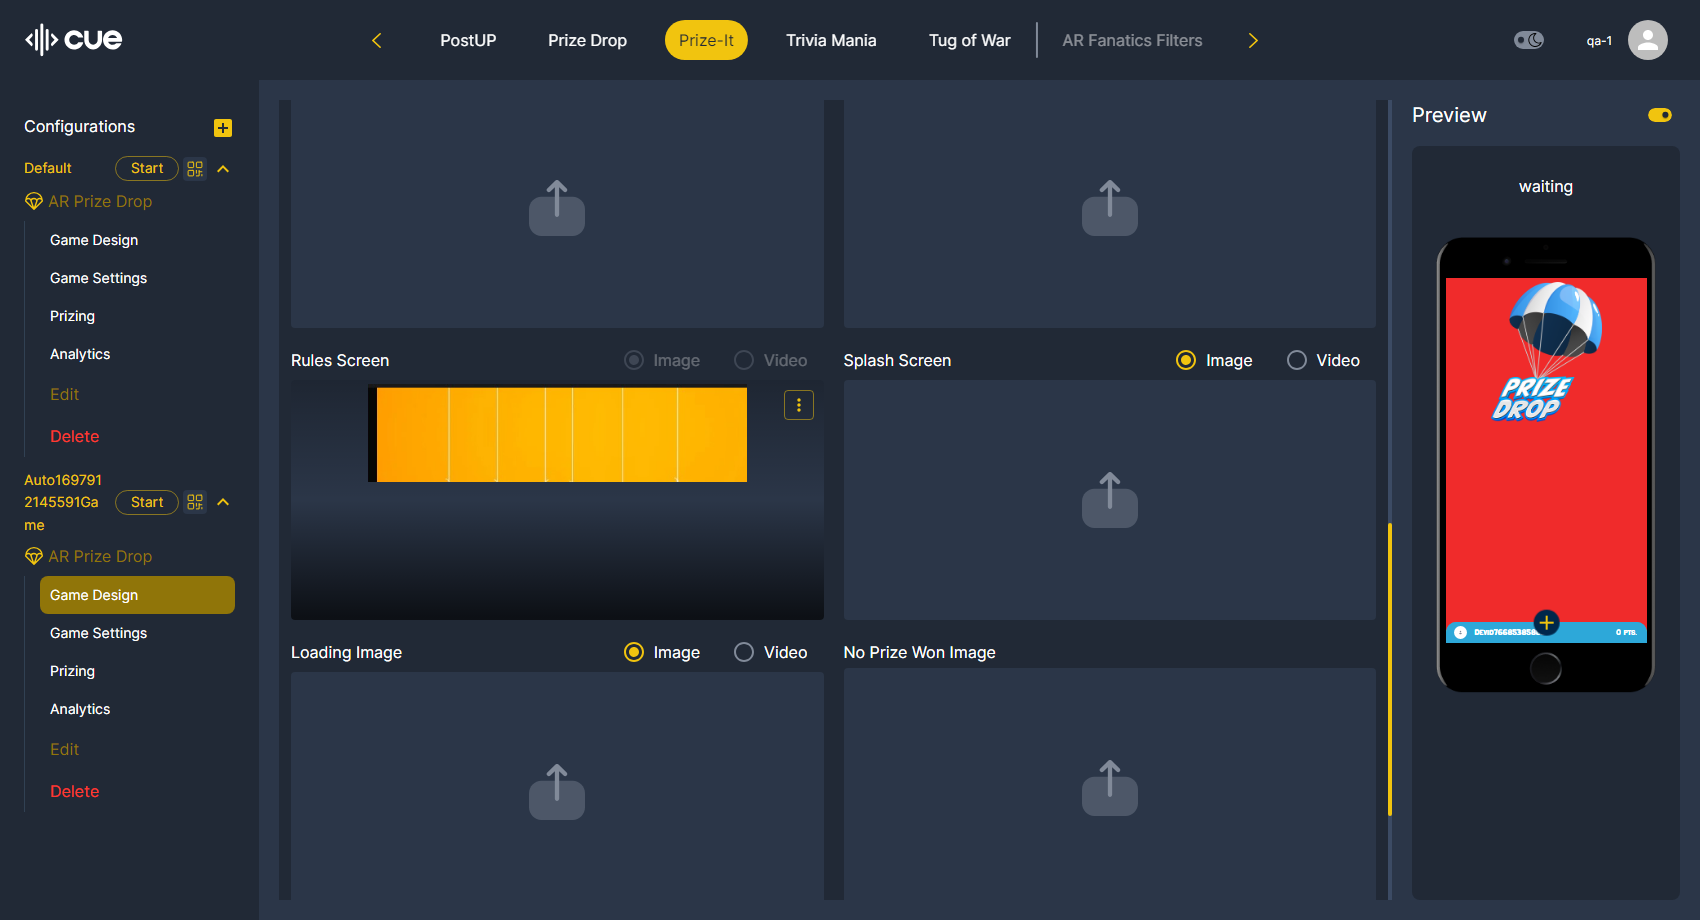 cue
PostUP
Prize Drop
Prize-It
Trivia Mania
Tug of War
AR Fanatics Filters
qa-1
Configurations
Default
Start
AR Prize Drop
Game Design
Game Settings
Prizing
Analytics
Edit
Delete
Auto169791
2145591Ga
me
Start
AR Prize Drop
Game Design
Game Settings
Prizing
Analytics
Edit
Delete
Rules Screen
Image
Video
Splash Screen
Image
Video
Loading Image
Image
Video
No Prize Won Image
Preview
waiting
PRIZE
DROP
0 PTS.